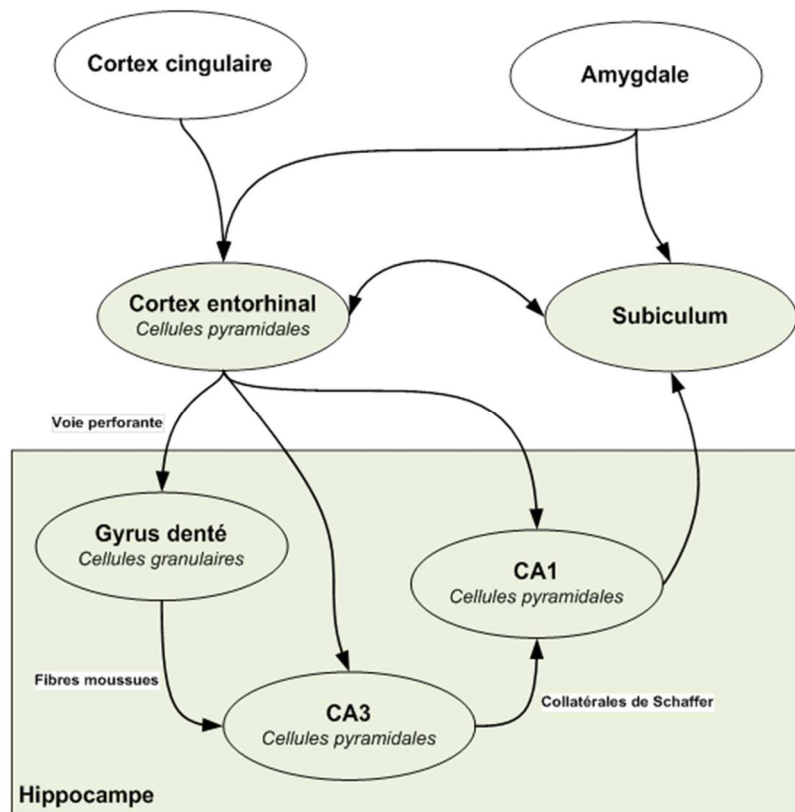 Cortex cingulaire
Amygdale
Cortex entorhinal
Cellules pyramidales
Subiculum
Voie perforante
Gyrus denté
Cellules granulaires
CA1
Cellules pyramidales
Fibres moussues
CA3
Cellules pyramidales
Collatérales de Schaffer
Hippocampe